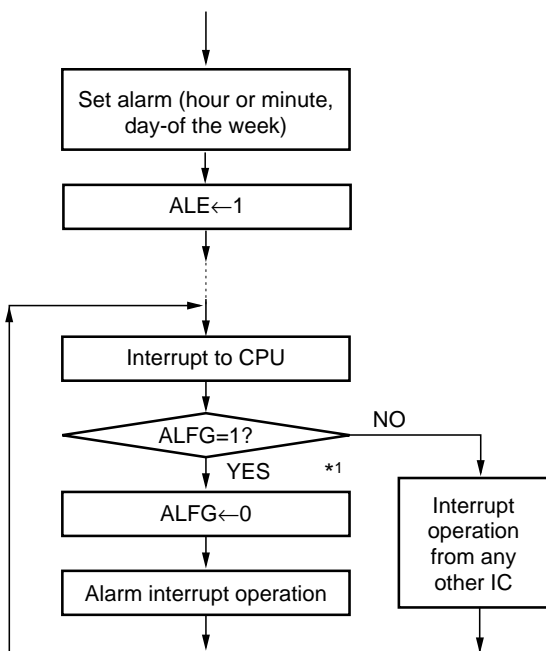 Set alarm (hour or minute,
day-of the week)
ALE←1
Interrupt to CPU
ALFG=1?
NO
YES
*1
ALFG←0
Interrupt
operation
from any
other IC
Alarm interrupt operation